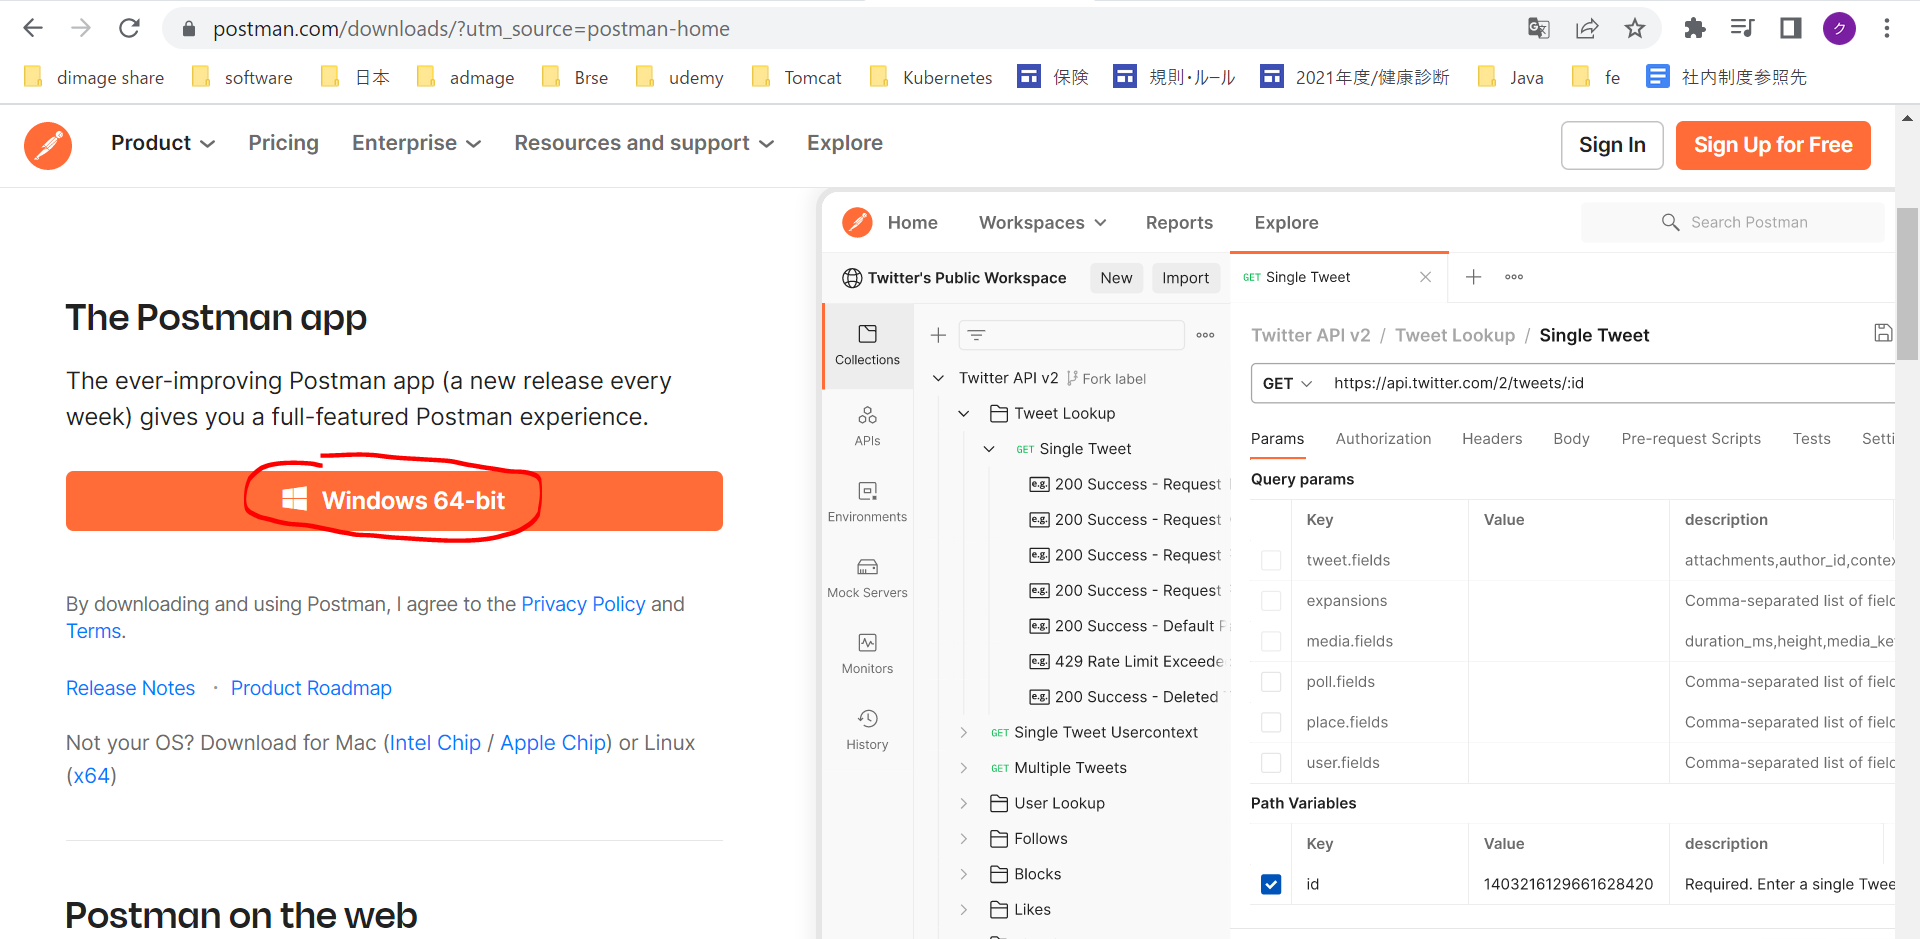 postman.com/downloads/?utm_source=postman-home
ク
dimage share
software
日本
admage
Brse
udemy
Tomcat
Kubernetes
保険
規則・ルール
2021年度/健康診断
Java
fe
社内制度参照先
Product
Pricing
Enterprise
Resources and support
Explore
Sign In
Sign Up for Free
The Postman app
The ever-improving Postman app (a new release every
week) gives you a full-featured Postman experience.
Windows 64-bit
By downloading and using Postman, I agree to the Privacy Policy and
Terms.
Release Notes · Product Roadmap
Not your OS? Download for Mac (Intel Chip / Apple Chip) or Linux
(x64)
Postman on the web
Home
Workspaces
Reports
Explore
Search Postman
Twitter's Public Workspace
New
Import
GET Single Tweet
Collections
APIs
Environments
Mock Servers
Monitors
History
Twitter API v2 Fork label
Tweet Lookup
GET Single Tweet
e.g. 200 Success - Request
e.g. 200 Success - Request
e.g. 200 Success - Request
e.g. 200 Success - Request
e.g. 200 Success - Default
e.g. 429 Rate Limit Exceede
e.g. 200 Success - Deleted
GET Single Tweet Usercontext
GET Multiple Tweets
User Lookup
Follows
Blocks
Likes
Twitter API v2 / Tweet Lookup / Single Tweet
GET https://api.twitter.com/2/tweets/:id
Params
Authorization
Headers
Body
Pre-request Scripts
Tests
Setti
Query params
Key Value description
tweet.fields attachments,author_id,contex
expansions Comma-separated list of field
media.fields duration_ms,height,media_ke
poll.fields Comma-separated list of field
place.fields Comma-separated list of field
user.fields Comma-separated list of field
Path Variables
Key Value description
id 1403216129661628420 Required. Enter a single Twee